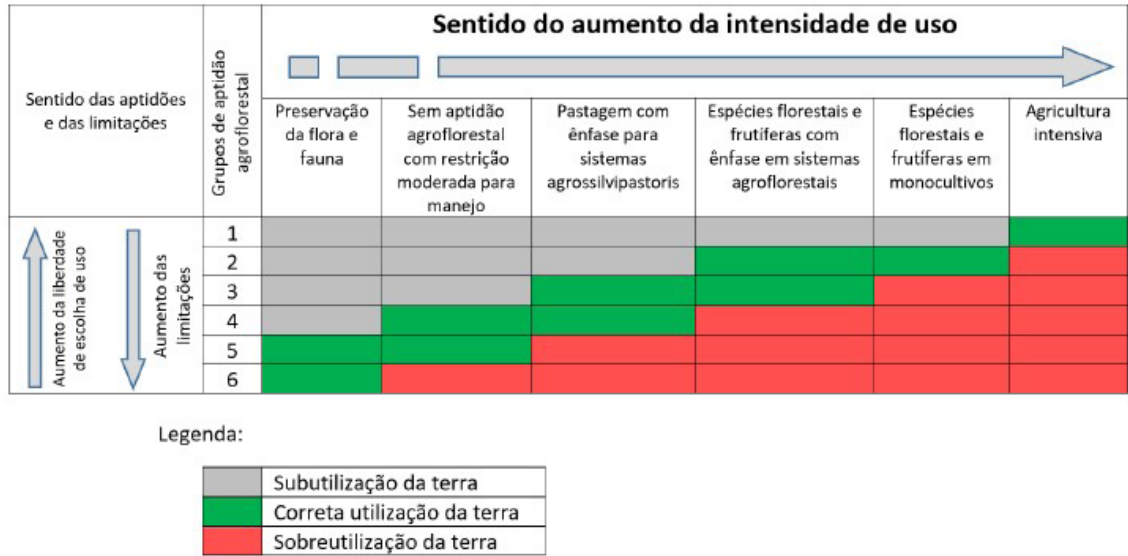 Sentido do aumento da intensidade de uso
Sentido das aptidões
e das limitações
Grupos de aptidão
agroflorestal
Preservação
da flora e
fauna
Sem aptidão
agroflorestal
com restrição
moderada para
manejo
Pastagem com
ênfase para
sistemas
agrossilvipastoris
Espécies florestais e
frutíferas com
ênfase em sistemas
agroflorestais
Espécies
florestais e
frutíferas em
monocultivos
Agricultura
intensiva
Aumento da liberdade
de escolha de uso
Aumento das
limitações
1
2
3
4
5
6
Legenda:
Subutilização da terra
Correta utilização da terra
Sobreutilização da terra